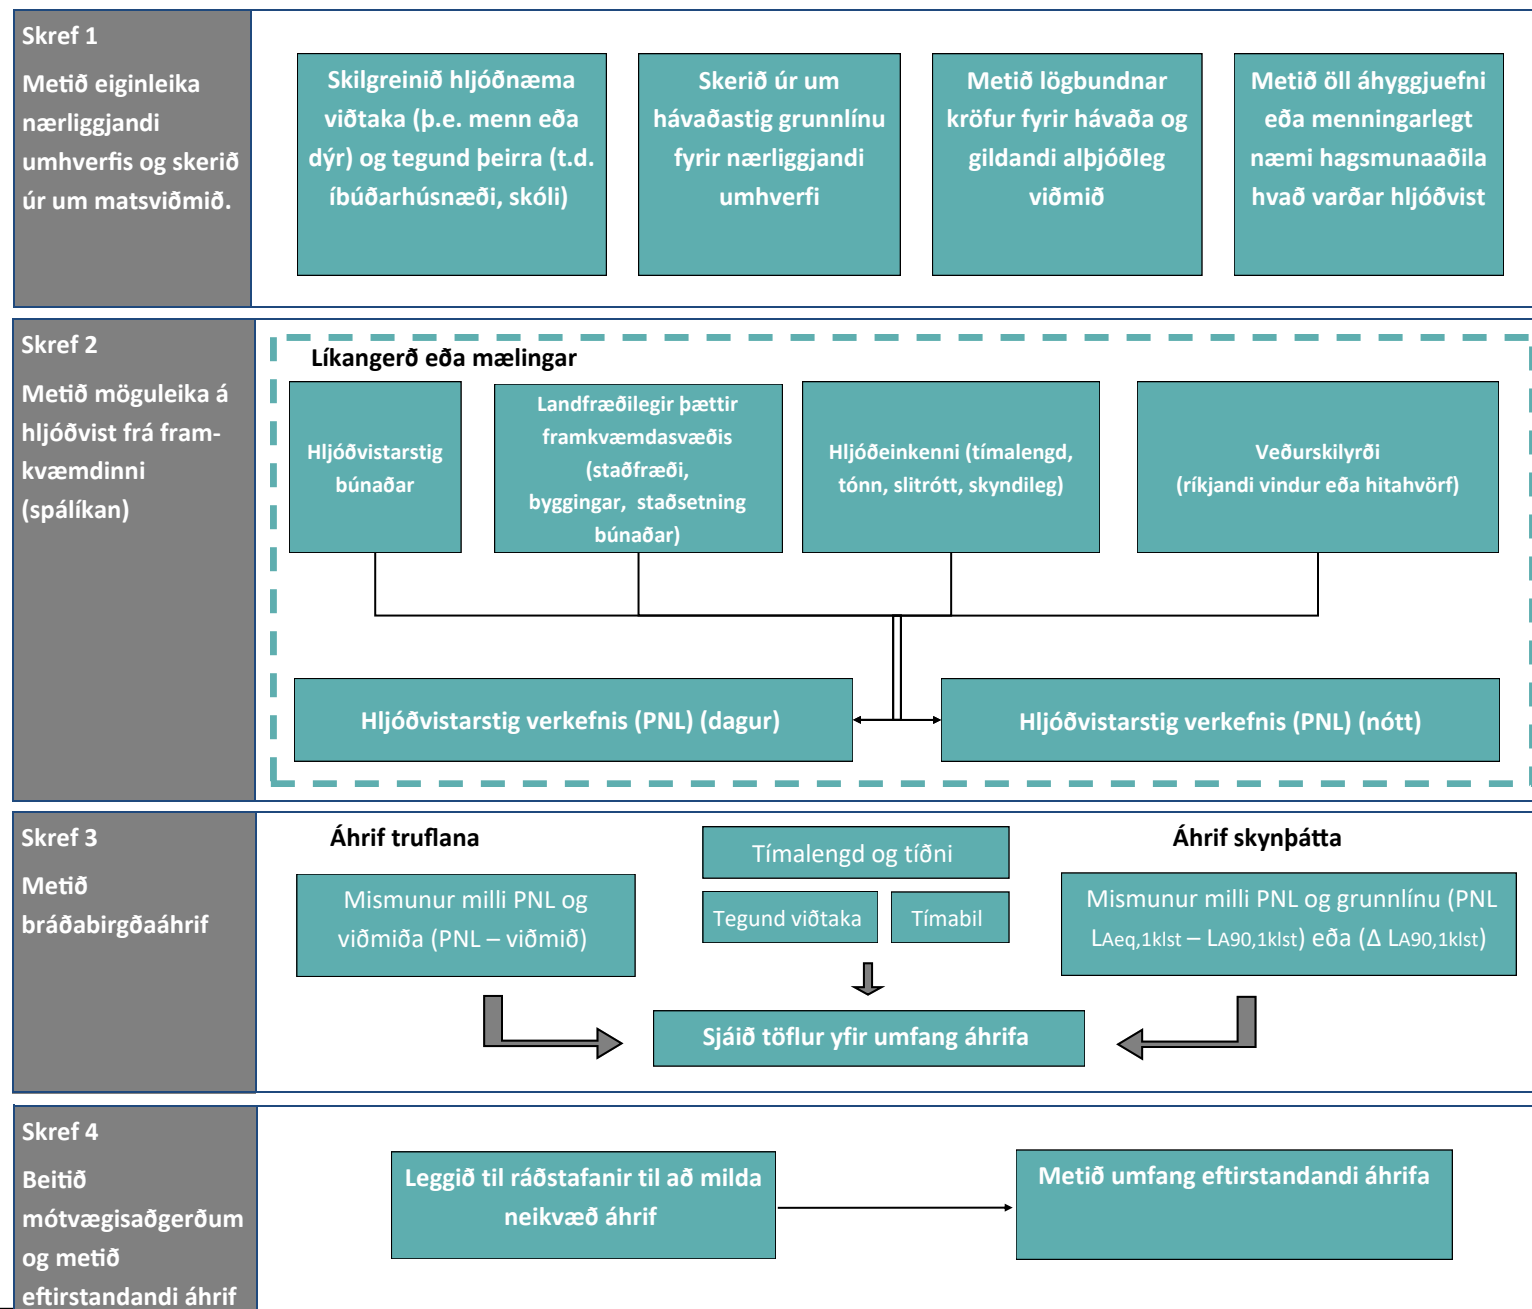 Skref 1
Metið eiginleika
nærliggjandi
umhverfis og skerið
úr um matsviðmið.
Skilgreinið hljóðnæma
viðtaka (þ.e. menn eða
dýr) og tegund þeirra (t.d.
íbúðarhúsnæði, skóli)
Skerið úr um
hávaðastig grunnlínu
fyrir nærliggjandi
umhverfi
Metið lögbundnar
kröfur fyrir hávaða og
gildandi alþjóðleg
viðmið
Metið öll áhyggjuefni
eða menningarlegt
næmi hagsmunaaðila
hvað varðar hljóðvist
Skref 2
Metið möguleika á
hljóðvist frá fram-
kvæmdinni
(spálíkan)
Líkangerð eða mælingar
Hljóðvistarstig
búnaðar
Landfræðilegir þættir
framkvæmdasvæðis
(staðfræði,
byggingar, staðsetning
búnaðar)
Hljóðeinkenni (tímalengd,
tónn, slitrótt, skyndileg)
Veðurskilyrði
(ríkjandi vindur eða hitahvörf)
Hljóðvistarstig verkefnis (PNL) (dagur)
Hljóðvistarstig verkefnis (PNL) (nótt)
Skref 3
Metið
bráðabirgðaáhrif
Áhrif truflana
Mismunur milli PNL og
viðmiða (PNL – viðmið)
Tímalengd og tíðni
Tegund viðtaka
Tímabil
Áhrif skynþátta
Mismunur milli PNL og grunnlínu (PNL
LAeq,1klst – LA90,1klst) eða (Δ LA90,1klst)
Sjáið töflur yfir umfang áhrifa
Skref 4
Beitið
mótvægisaðgerðum
og metið
eftirstandandi áhrif
Leggið til ráðstafanir til að milda
neikvæð áhrif
Metið umfang eftirstandandi áhrifa